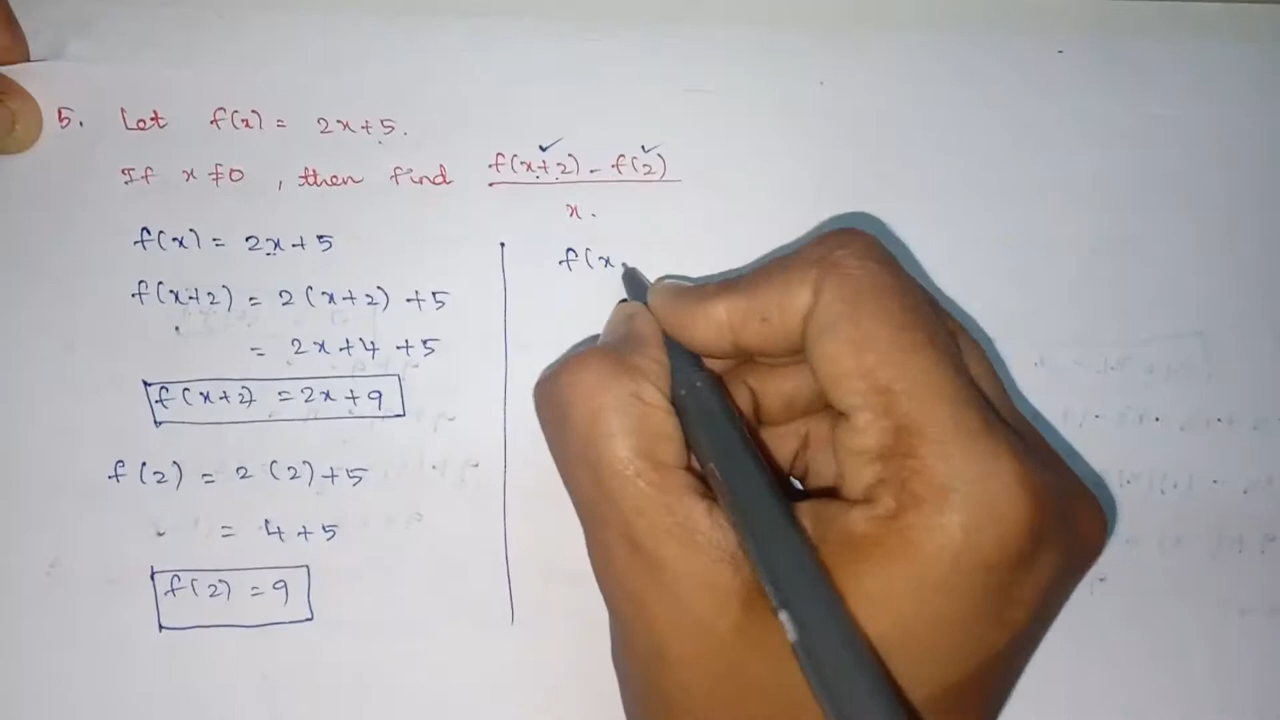 5. Let f(x) = 2x+5.
If x≠0, then find f(x+2) - f(2)
x.
f(x) = 2x+5
f(x+2) = 2(x+2) +5
= 2x+4 +5
f(x+2) = 2x+9
f(2) = 2(2)+5
= 4+5
f(2) = 9
f(x